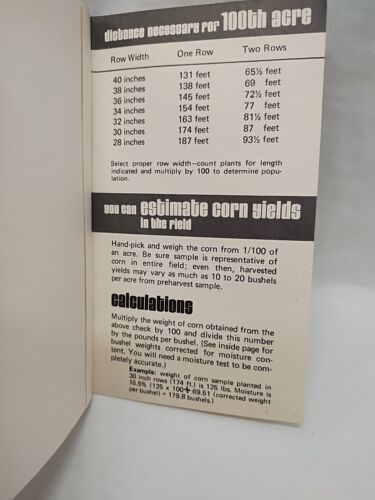 distance necessary for 100th acre
Row Width One Row Two Rows
40 inches 131 feet 65½ feet
38 inches 138 feet 69 feet
36 inches 145 feet 72½ feet
34 inches 154 feet 77 feet
32 inches 163 feet 81½ feet
30 inches 174 feet 87 feet
28 inches 187 feet 93½ feet
Select proper row width—count plants for length
indicated and multiply by 100 to determine popu-
lation.
you can estimate corn yields
in the field
Hand-pick and weigh the corn from 1/100 of
an acre. Be sure sample is representative of
corn in entire field; even then, harvested
yields may vary as much as 10 to 20 bushels
per acre from preharvest sample.
calculations
Multiply the weight of corn obtained from the
above check by 100 and divide this number
by the pounds per bushel. (See inside page for
bushel weights corrected for moisture con-
tent. You will need a moisture test to be com-
pletely accurate.)
Example: weight of corn sample planted in
30 inch rows (174 ft.) is 125 lbs. Moisture is
16.5% (125 x 100 ÷ 69.51 (corrected weight
per bushel) = 179.8 bushels.)